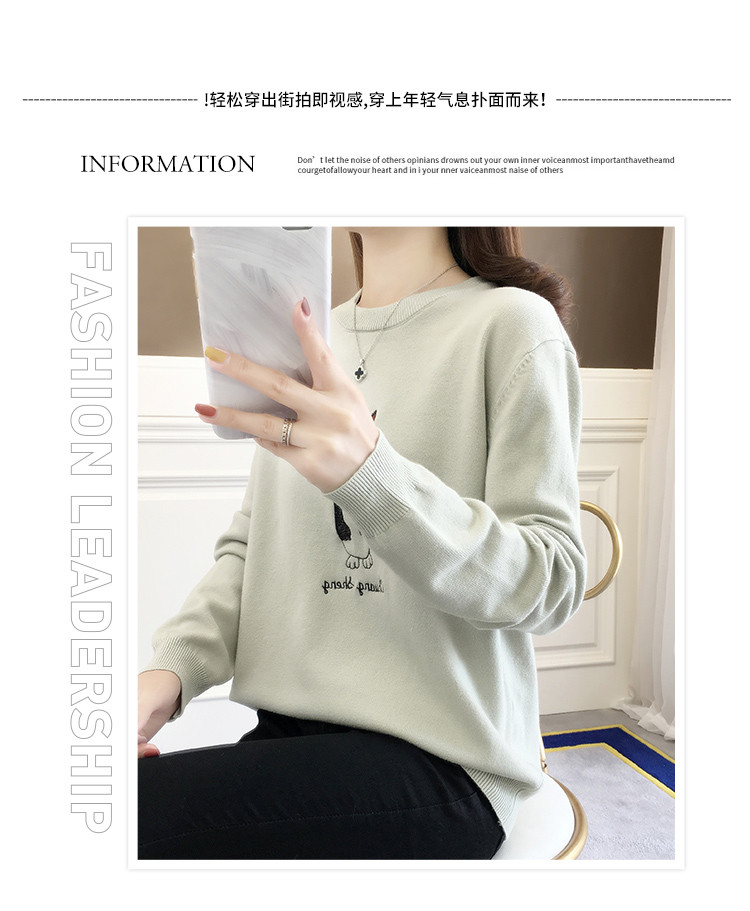 !轻松穿出街拍即视感,穿上年轻气息扑面而来!
INFORMATION
Don’t let the noise of others opinians drowns out your own inner voiceanmost importanthavetheamd
courgetofallowyour heart and in i your nner vaiceanmost naise of others
FASHION LEADERSHIP